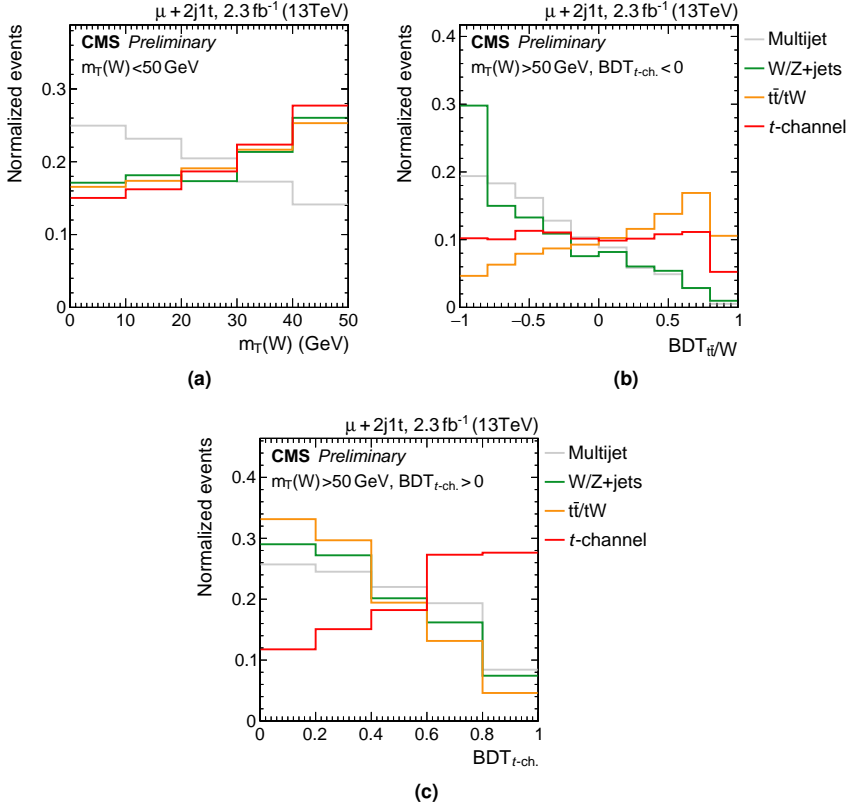 μ + 2j1t, 2.3 fb⁻¹ (13TeV)
CMS Preliminary
m_T(W) < 50 GeV
Normalized events
0.3
0.2
0.1
0
0 10 20 30 40 50
m_T(W) (GeV)
(a)
μ + 2j1t, 2.3 fb⁻¹ (13TeV)
CMS Preliminary
m_T(W) > 50 GeV, BDT_t-ch. < 0
Normalized events
0.4
0.3
0.2
0.1
0
−1 −0.5 0 0.5 1
BDT_tt̄/W
Multijet
W/Z+jets
tt̄/tW
t-channel
(b)
μ + 2j1t, 2.3 fb⁻¹ (13TeV)
CMS Preliminary
m_T(W) > 50 GeV, BDT_t-ch. > 0
Normalized events
0.4
0.3
0.2
0.1
0
0 0.2 0.4 0.6 0.8 1
BDT_t-ch.
Multijet
W/Z+jets
tt̄/tW
t-channel
(c)